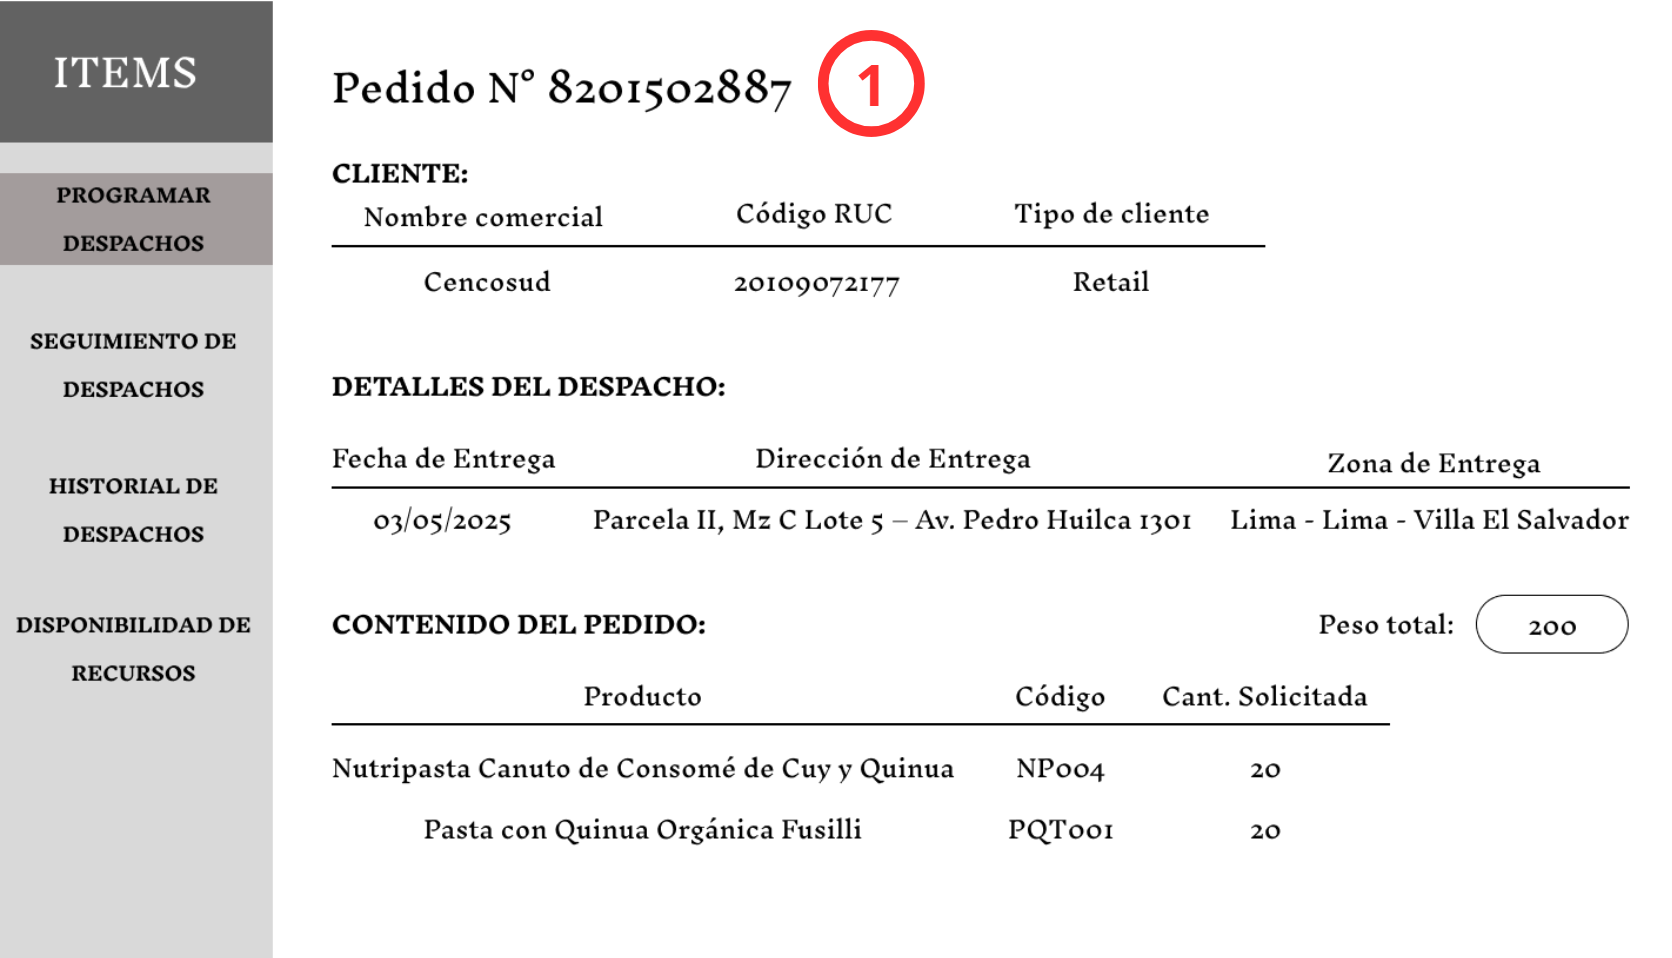 ITEMS
PROGRAMAR
DESPACHOS
SEGUIMIENTO DE
DESPACHOS
HISTORIAL DE
DESPACHOS
DISPONIBILIDAD DE
RECURSOS
Pedido N° 8201502887 1
CLIENTE:
Nombre comercial Código RUC Tipo de cliente
Cencosud 20109072177 Retail
DETALLES DEL DESPACHO:
Fecha de Entrega Dirección de Entrega Zona de Entrega
03/05/2025 Parcela II, Mz C Lote 5 – Av. Pedro Huilca 1301 Lima - Lima - Villa El Salvador
CONTENIDO DEL PEDIDO: Peso total: 200
Producto Código Cant. Solicitada
Nutripasta Canuto de Consomé de Cuy y Quinua NP004 20
Pasta con Quinua Orgánica Fusilli PQT001 20